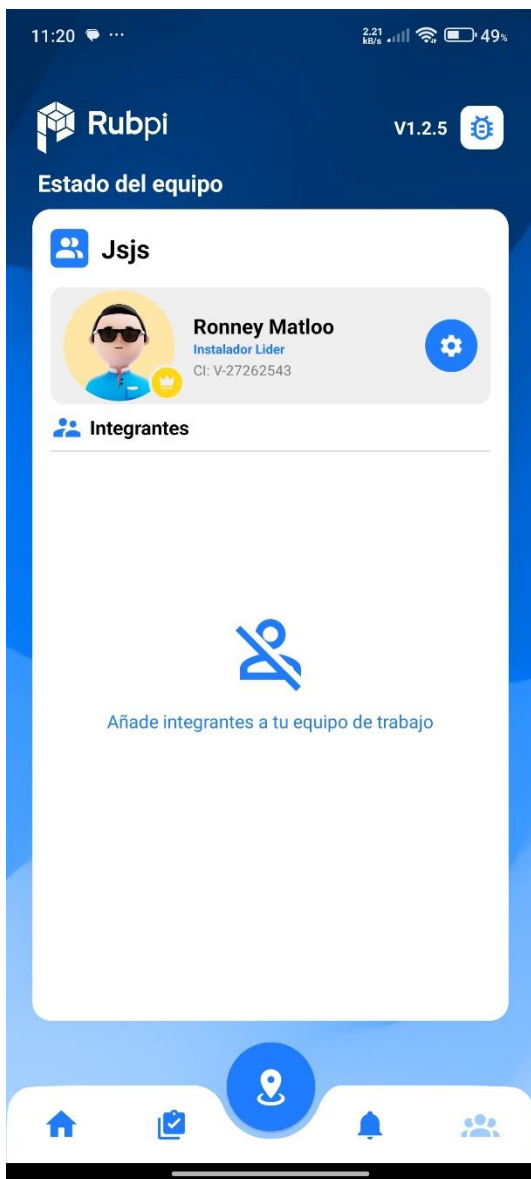 11:20
2.21
kB/s
49%
Rubpi
V1.2.5
Estado del equipo
Jsjs
Ronney Matloo
Instalador Lider
CI: V-27262543
Integrantes
Añade integrantes a tu equipo de trabajo